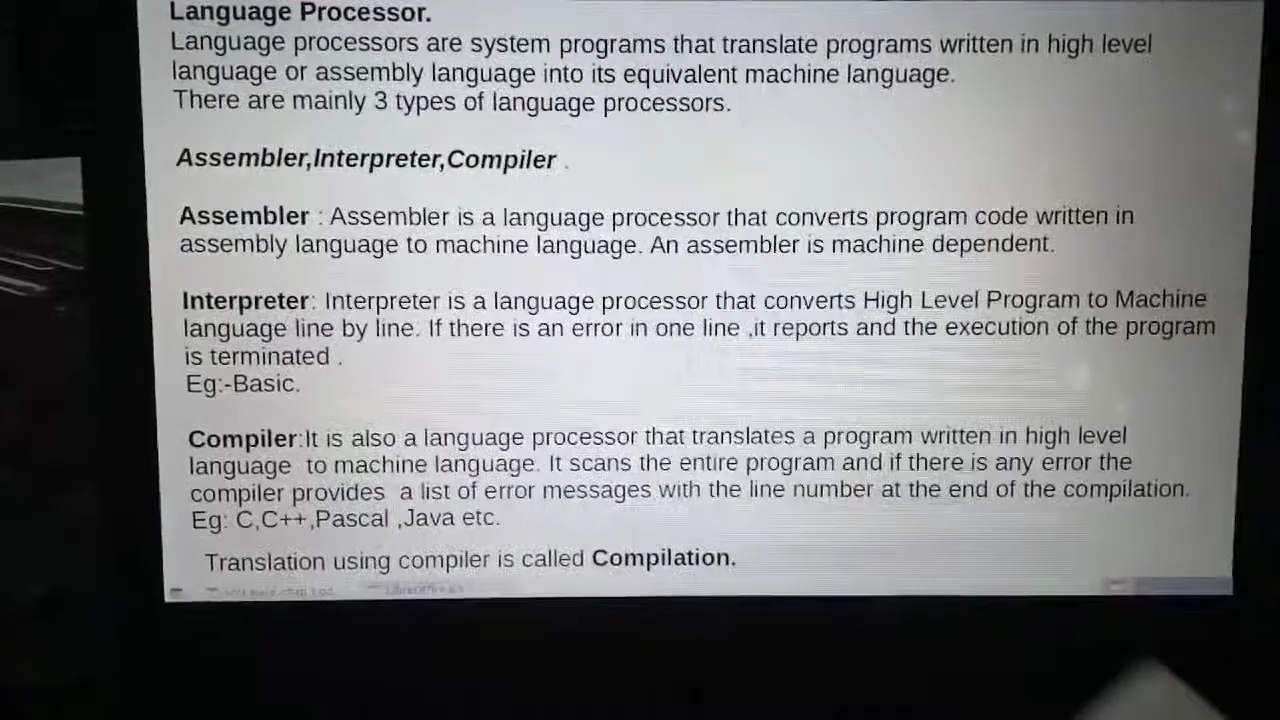 Language Processor.
Language processors are system programs that translate programs written in high level
language or assembly language into its equivalent machine language.
There are mainly 3 types of language processors.
Assembler,Interpreter,Compiler .
Assembler : Assembler is a language processor that converts program code written in
assembly language to machine language. An assembler is machine dependent.
Interpreter: Interpreter is a language processor that converts High Level Program to Machine
language line by line. If there is an error in one line ,it reports and the execution of the program
is terminated .
Eg:-Basic.
Compiler:It is also a language processor that translates a program written in high level
language to machine language. It scans the entire program and if there is any error the
compiler provides a list of error messages with the line number at the end of the compilation.
Eg: C,C++,Pascal ,Java etc.
Translation using compiler is called Compilation.